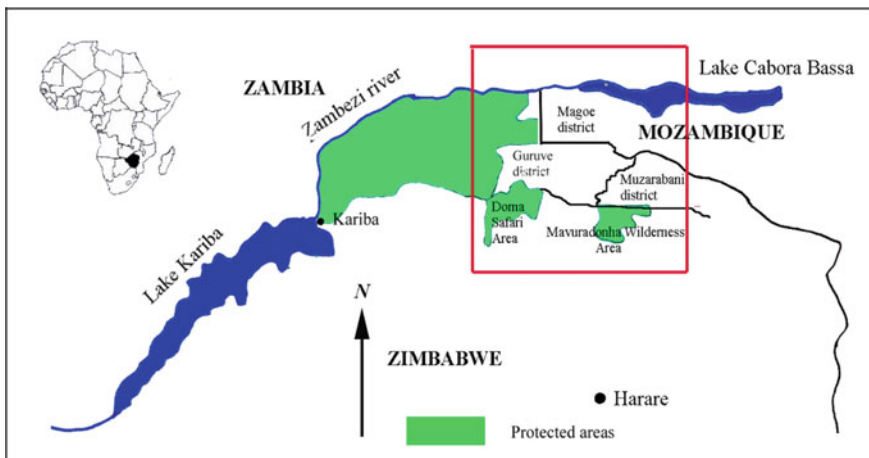 Lake Cabora Bassa
ZAMBIA
Zambezi river
Magoe
district
MOZAMBIQUE
Guruve
district
Muzarabani
district
Doma
Safari
Area
Kariba
Mavuradonha Wilderness
Area
Lake Kariba
N
ZIMBABWE
Harare
Protected areas